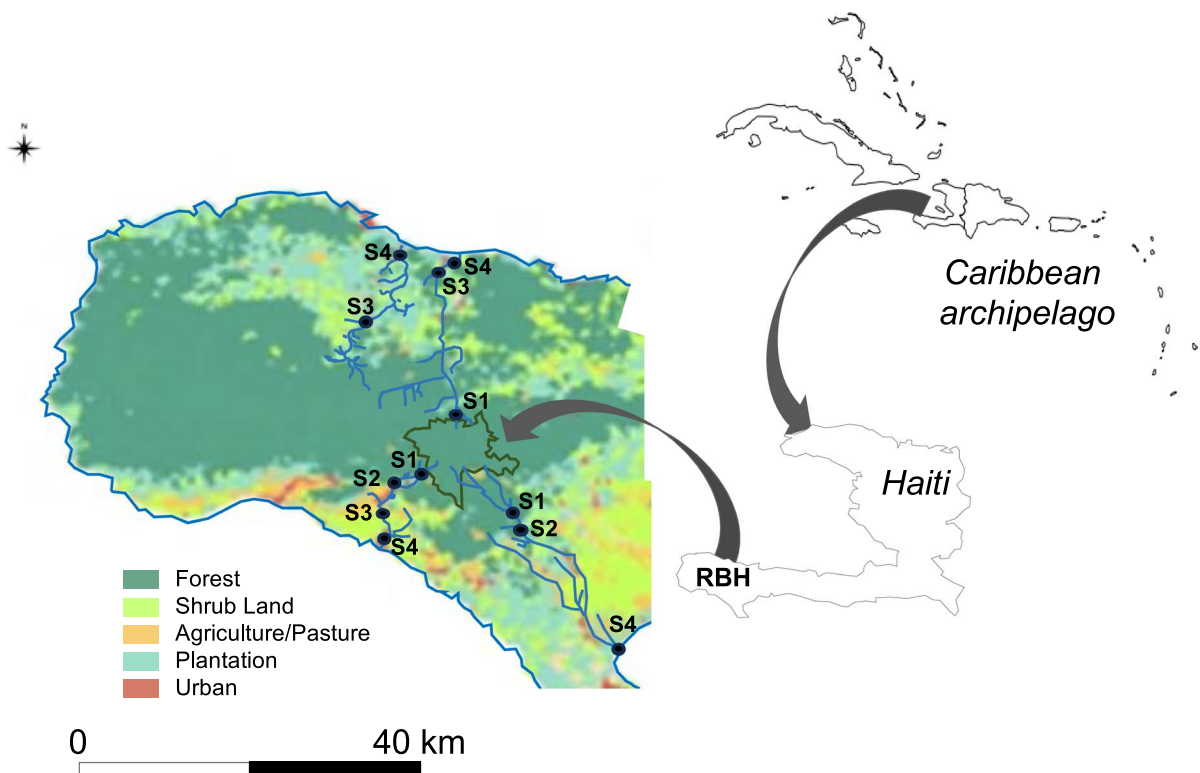 N
S4
S4
S3
S3
S1
S1
S2
S3
S4
S1
S2
S4
Caribbean
archipelago
Haiti
RBH
Forest
Shrub Land
Agriculture/Pasture
Plantation
Urban
0 40 km